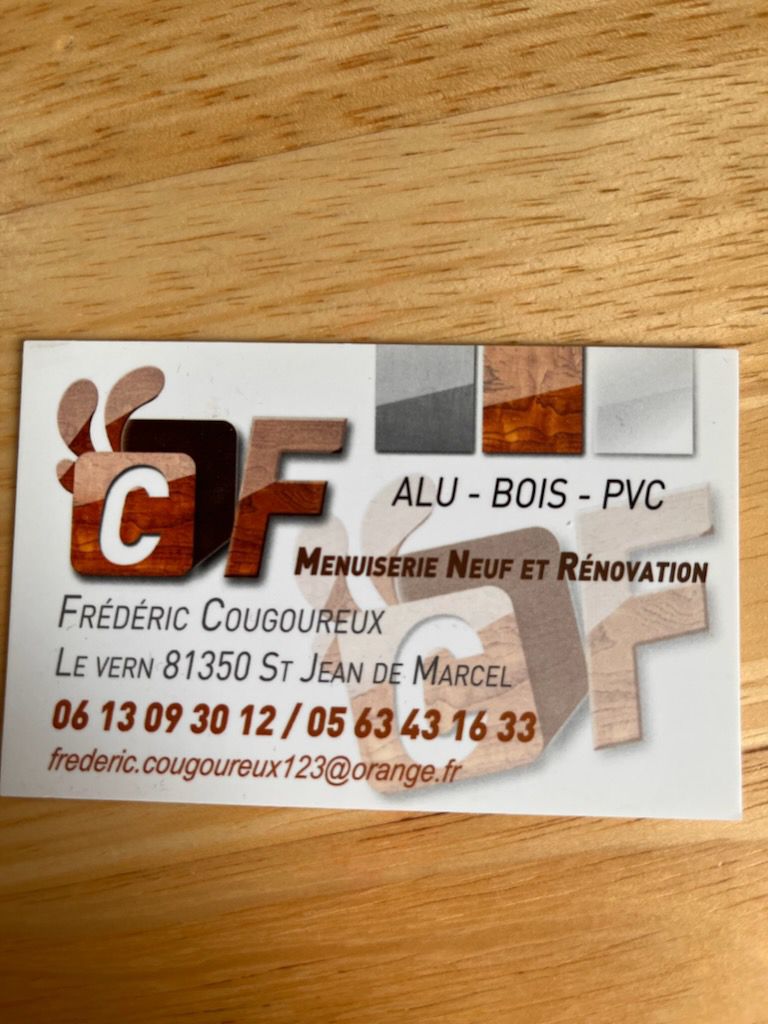 CF
ALU - BOIS - PVC
MENUISERIE NEUF ET RÉNOVATION
FRÉDÉRIC COUGOUREUX
LE VERN 81350 ST JEAN DE MARCEL
06 13 09 30 12 / 05 63 43 16 33
frederic.cougoureux123@orange.fr
CF